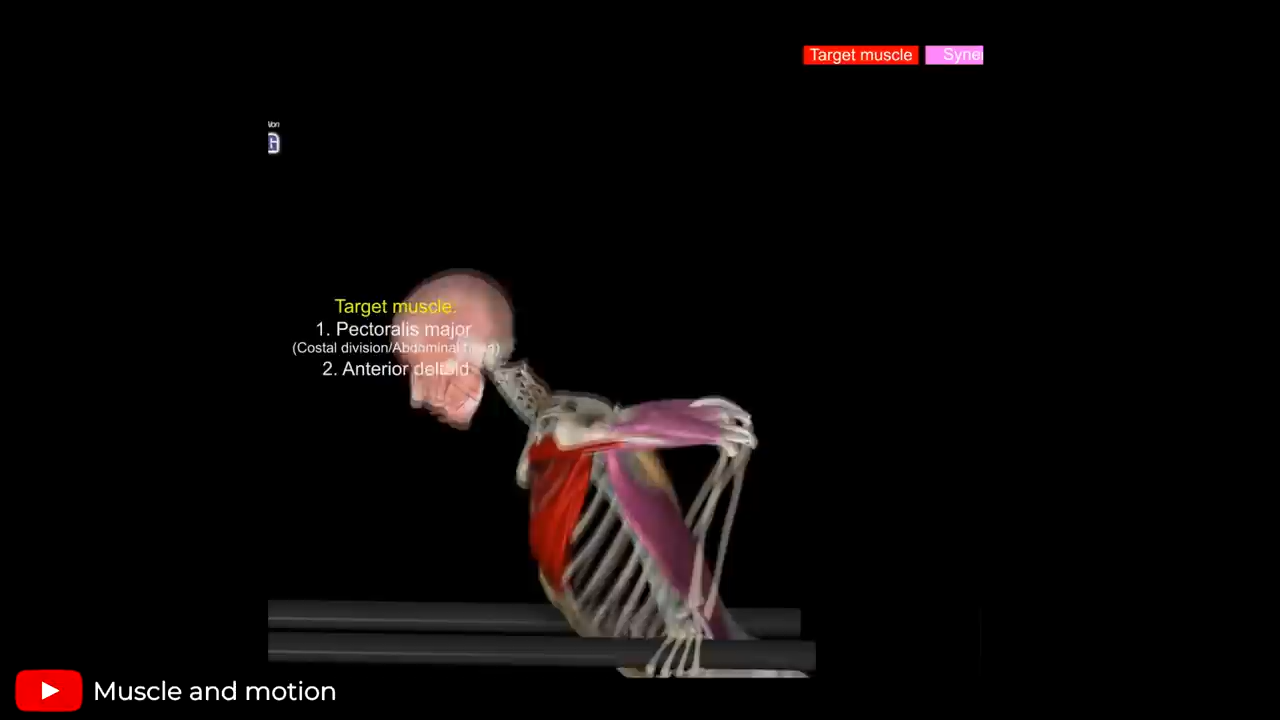 Target muscle
Target muscle.
1. Pectoralis major
(Costal division/Abdominal
2. Anterior deltoid
Muscle and motion